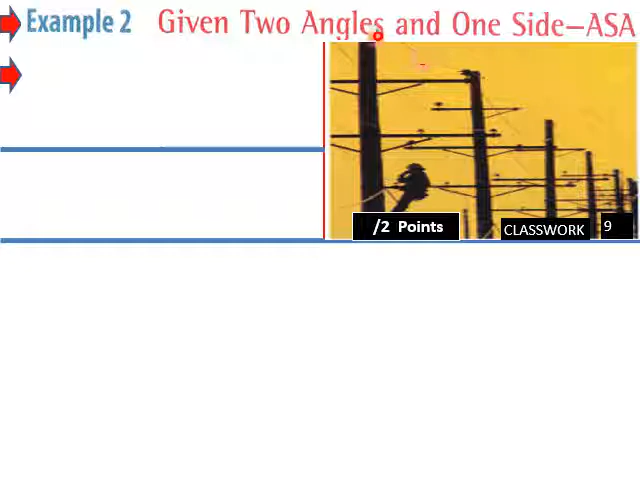 Example 2 Given Two Angles and One Side—ASA
/2 Points
CLASSWORK 9